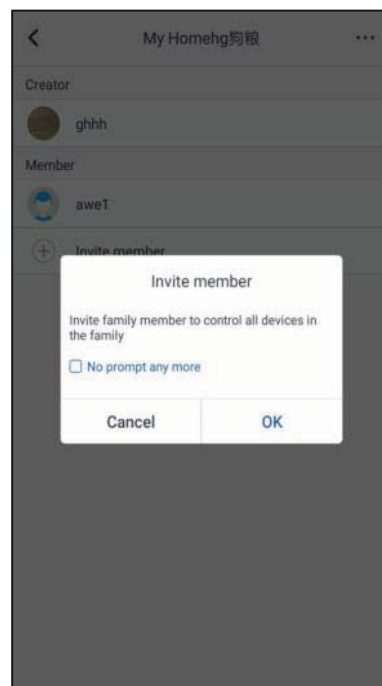 My Homehg狗粮
Creator
ghhh
Member
awe1
Invite member
Invite member
Invite family member to control all devices in
the family
No prompt any more
Cancel OK